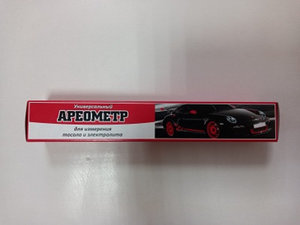 Универсальный
АРЕОМЕТР
для измерения
тосола и электролита